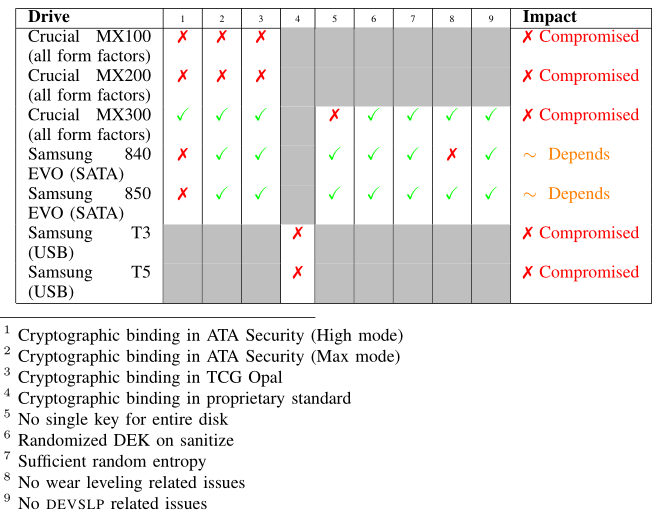 Drive 1 2 3 4 5 6 7 8 9 Impact
Crucial MX100 ✗ ✗ ✗ ✗ Compromised
(all form factors)
Crucial MX200 ✗ ✗ ✗ ✗ Compromised
(all form factors)
Crucial MX300 ✓ ✓ ✓ ✗ ✓ ✓ ✓ ✓ ✗ Compromised
(all form factors)
Samsung 840 ✗ ✓ ✓ ✓ ✓ ✓ ✗ ✓ ~ Depends
EVO (SATA)
Samsung 850 ✗ ✓ ✓ ✓ ✓ ✓ ✓ ✓ ~ Depends
EVO (SATA)
Samsung T3 ✗ ✗ Compromised
(USB)
Samsung T5 ✗ ✗ Compromised
(USB)
1 Cryptographic binding in ATA Security (High mode)
2 Cryptographic binding in ATA Security (Max mode)
3 Cryptographic binding in TCG Opal
4 Cryptographic binding in proprietary standard
5 No single key for entire disk
6 Randomized DEK on sanitize
7 Sufficient random entropy
8 No wear leveling related issues
9 No DEVSLP related issues